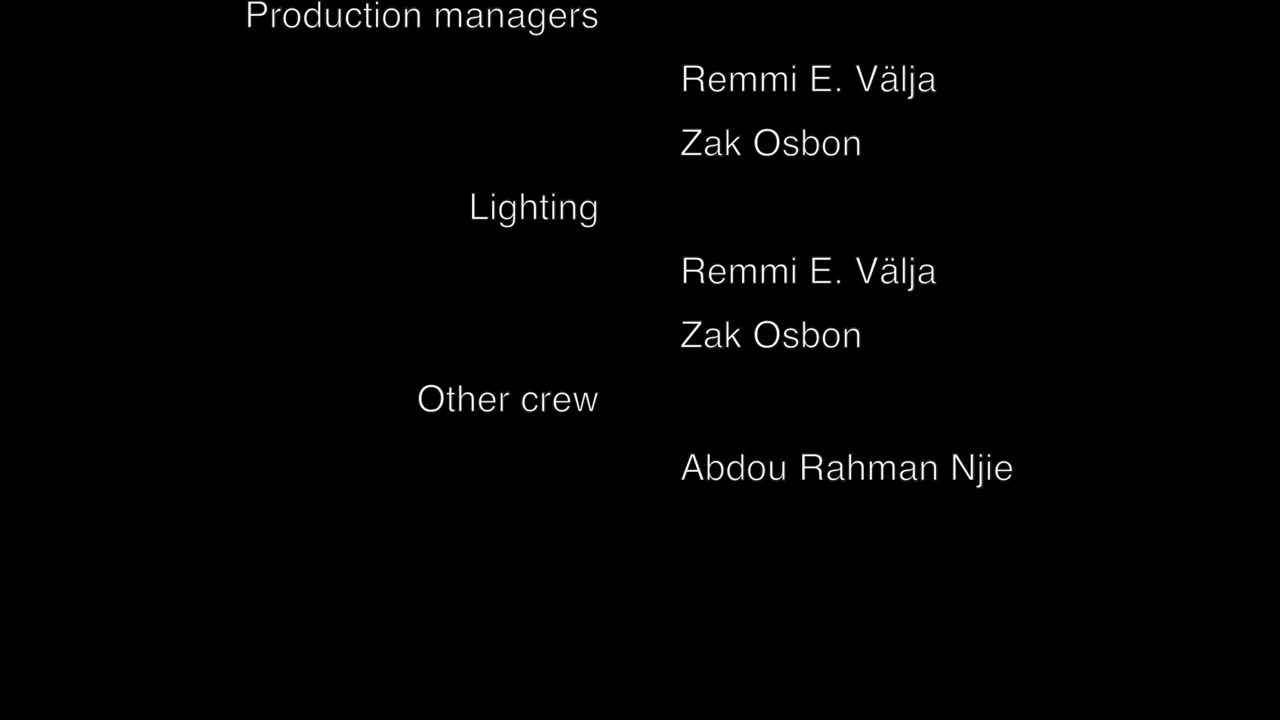 Production managers
Remmi E. Välja
Zak Osbon
Lighting
Remmi E. Välja
Zak Osbon
Other crew
Abdou Rahman Njie